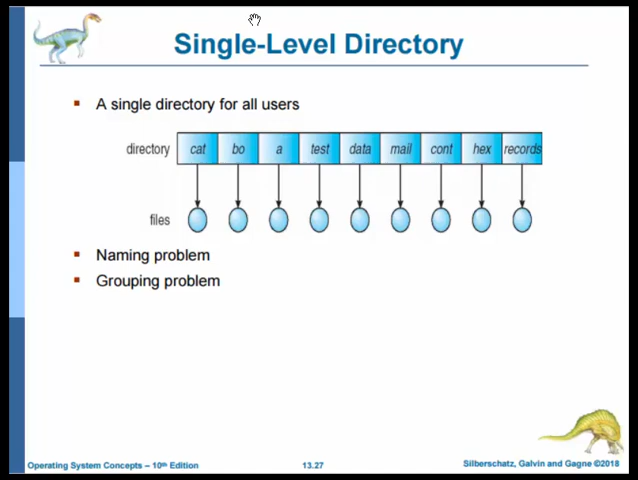 Single-Level Directory
A single directory for all users
directory cat bo a test data mail cont hex records
files
Naming problem
Grouping problem
Operating System Concepts – 10th Edition 13.27 Silberschatz, Galvin and Gagne ©2018